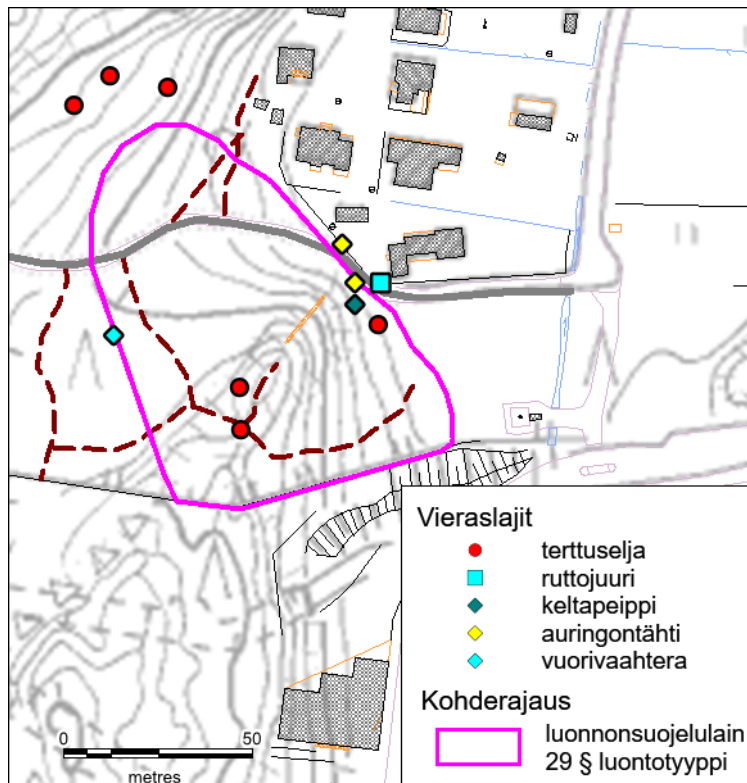 Vieraslajit
terttuselja
ruttojuuri
keltapeippi
auringontähti
vuorivaahtera
Kohderajaus
luonnonsuojelulain
29 § luontotyyppi
0 50
metres